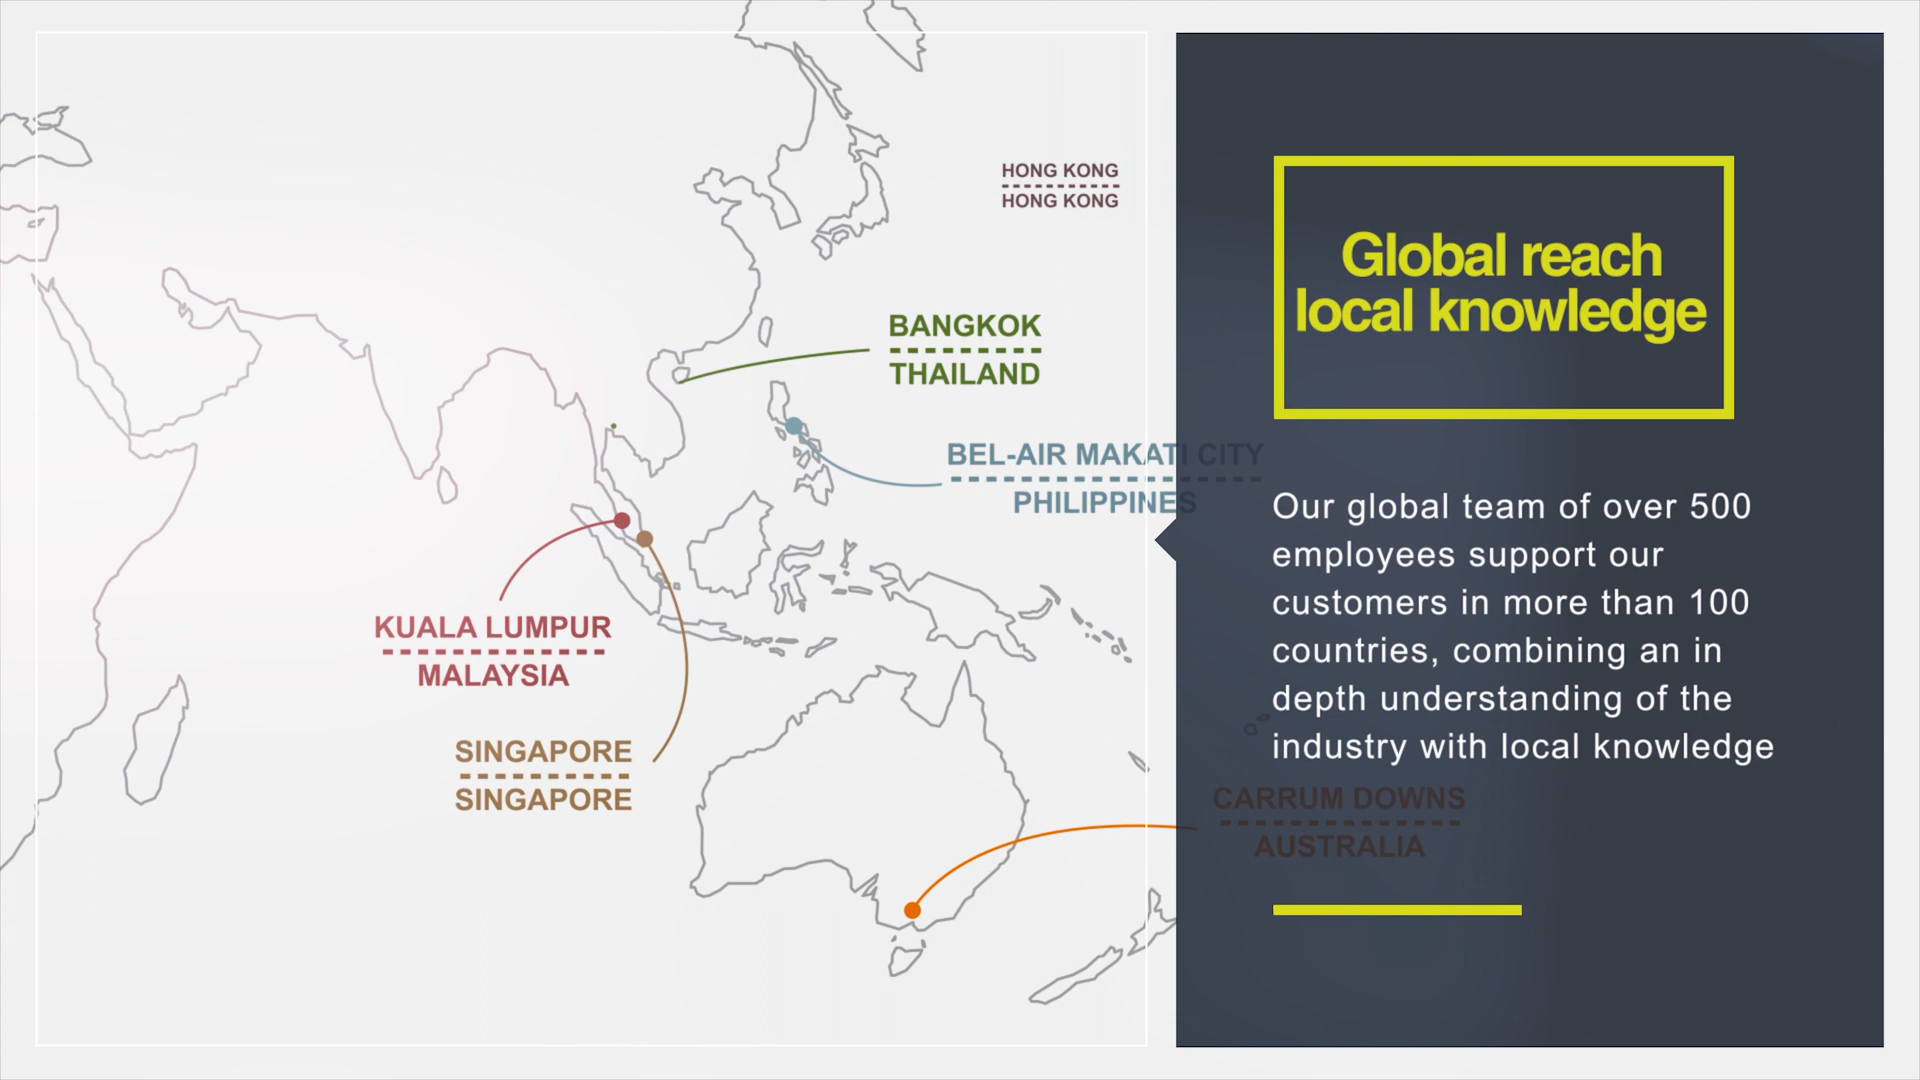 HONG KONG
HONG KONG
BANGKOK
THAILAND
BEL-AIR MAKATI CITY
PHILIPPINES
KUALA LUMPUR
MALAYSIA
SINGAPORE
SINGAPORE
CARRUM DOWNS
AUSTRALIA
Global reach
local knowledge
Our global team of over 500
employees support our
customers in more than 100
countries, combining an in
depth understanding of the
industry with local knowledge